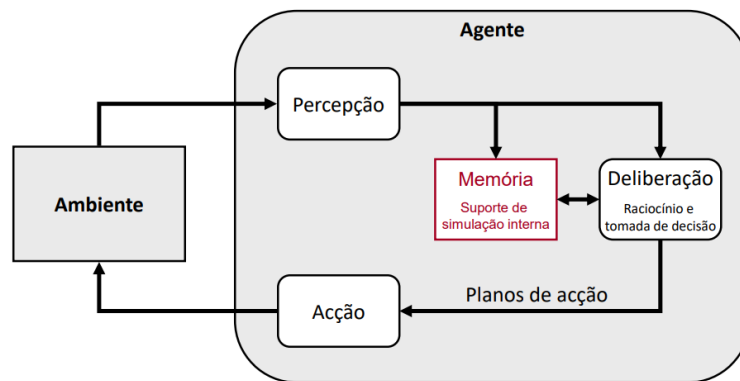 Agente
Percepção
Memória
Suporte de
simulação interna
Deliberação
Raciocínio e
tomada de decisão
Ambiente
Planos de acção
Acção